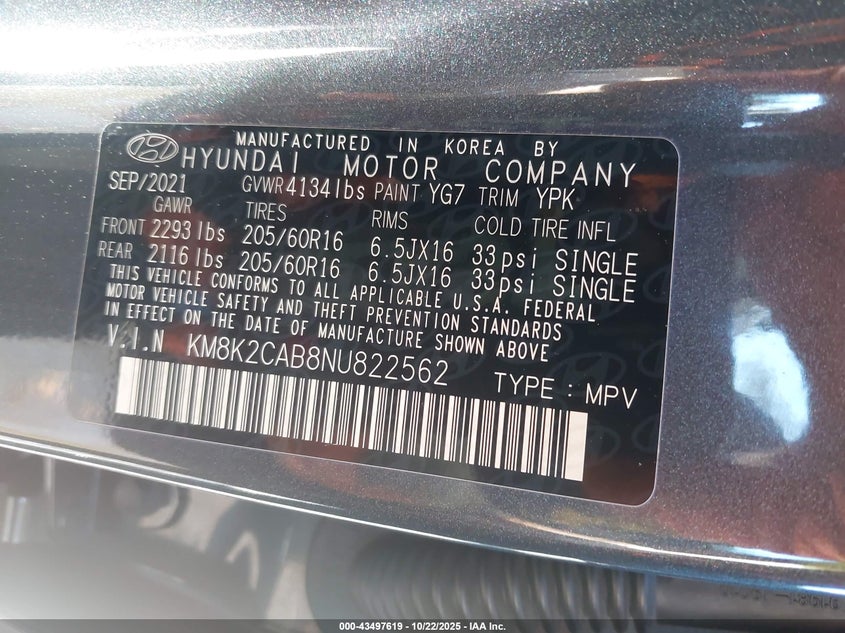 MANUFACTURED IN KOREA BY
HYUNDAI MOTOR COMPANY
SEP/2021 GVWR 4134 lbs PAINT YG7 TRIM YPK
GAWR TIRES RIMS COLD TIRE INFL
FRONT 2293 lbs 205/60R16 6.5JX16 33psi SINGLE
REAR 2116 lbs 205/60R16 6.5JX16 33psi SINGLE
THIS VEHICLE CONFORMS TO ALL APPLICABLE U.S.A. FEDERAL
MOTOR VEHICLE SAFETY AND THEFT PREVENTION STANDARDS
IN EFFECT ON THE DATE OF MANUFACTURE SHOWN ABOVE
V.I.N KM8K2CAB8NU822562 TYPE : MPV
000-43497619 - 10/22/2025 - IAA Inc.